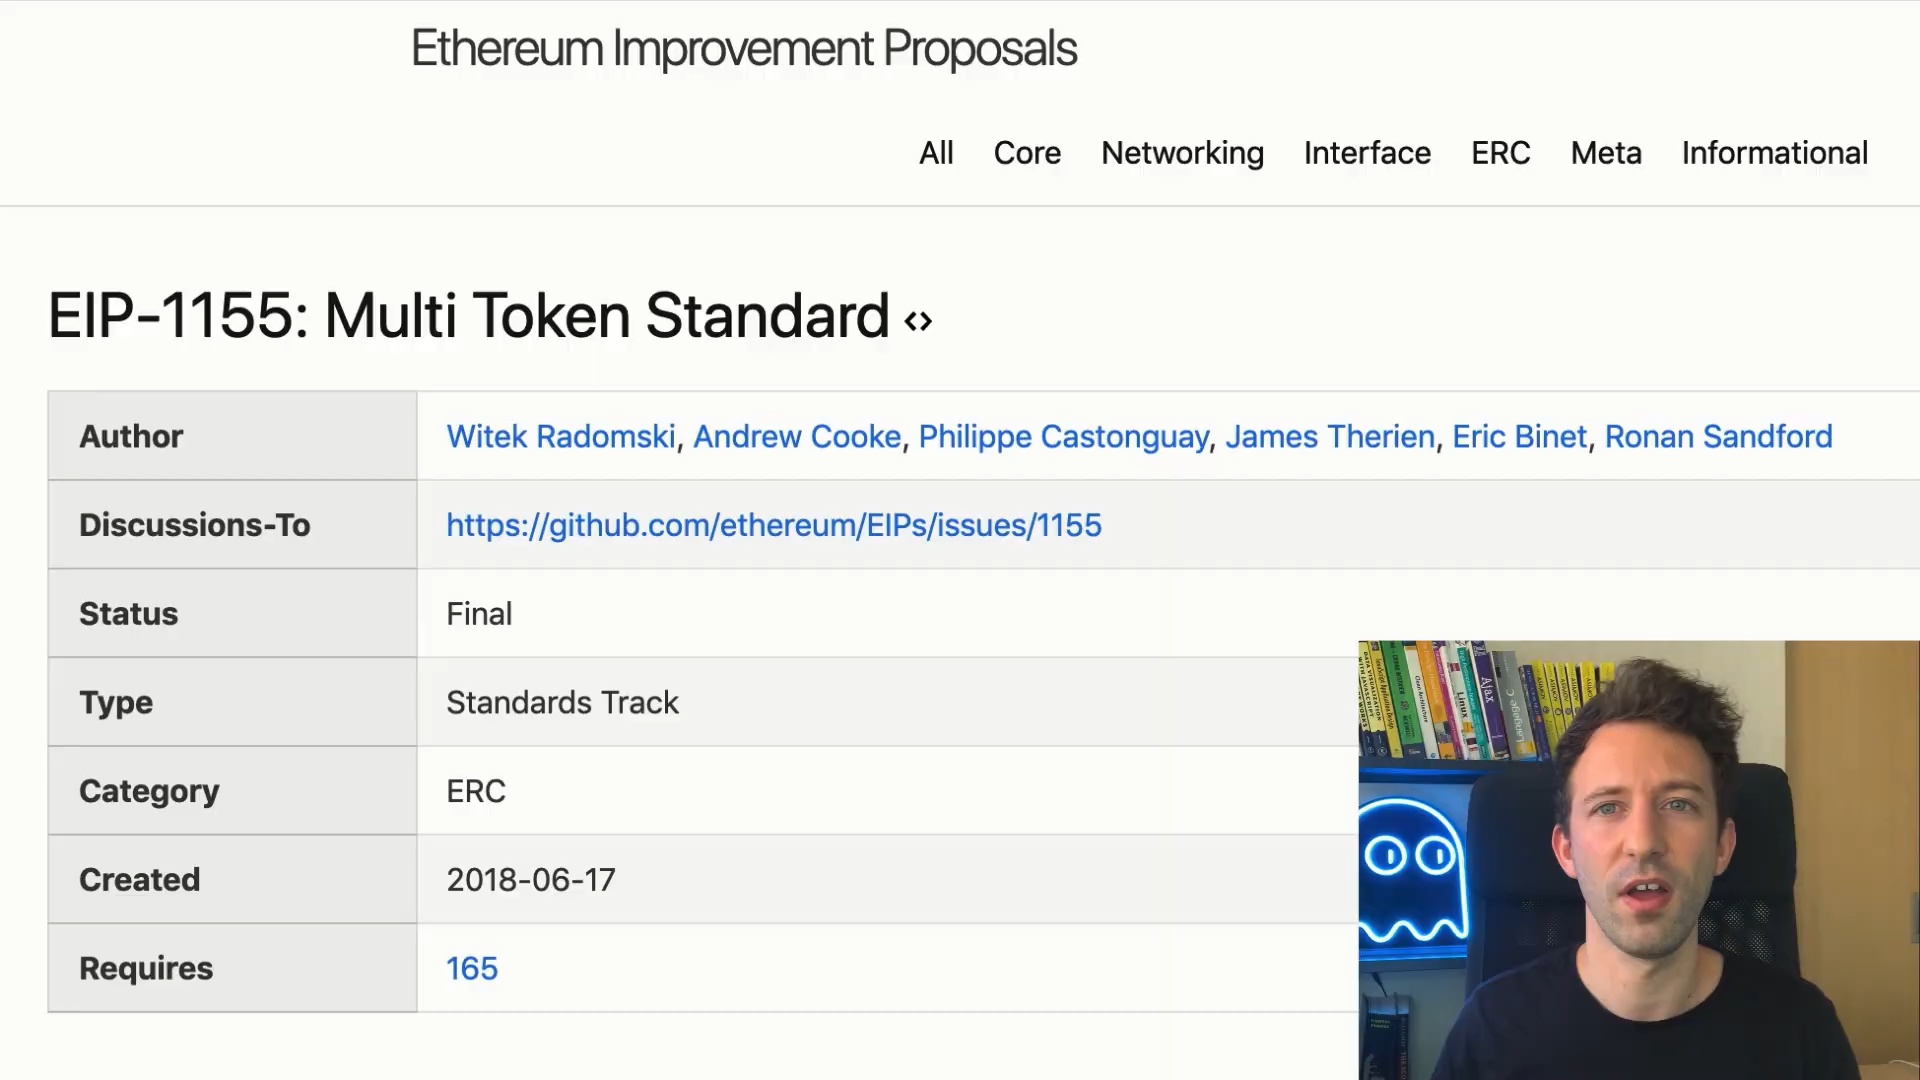 Ethereum Improvement Proposals
All Core Networking Interface ERC Meta Informational
EIP-1155: Multi Token Standard <>
Author Witek Radomski, Andrew Cooke, Philippe Castonguay, James Therien, Eric Binet, Ronan Sandford
Discussions-To https://github.com/ethereum/EIPs/issues/1155
Status Final
Type Standards Track
Category ERC
Created 2018-06-17
Requires 165
Linux
Ajax